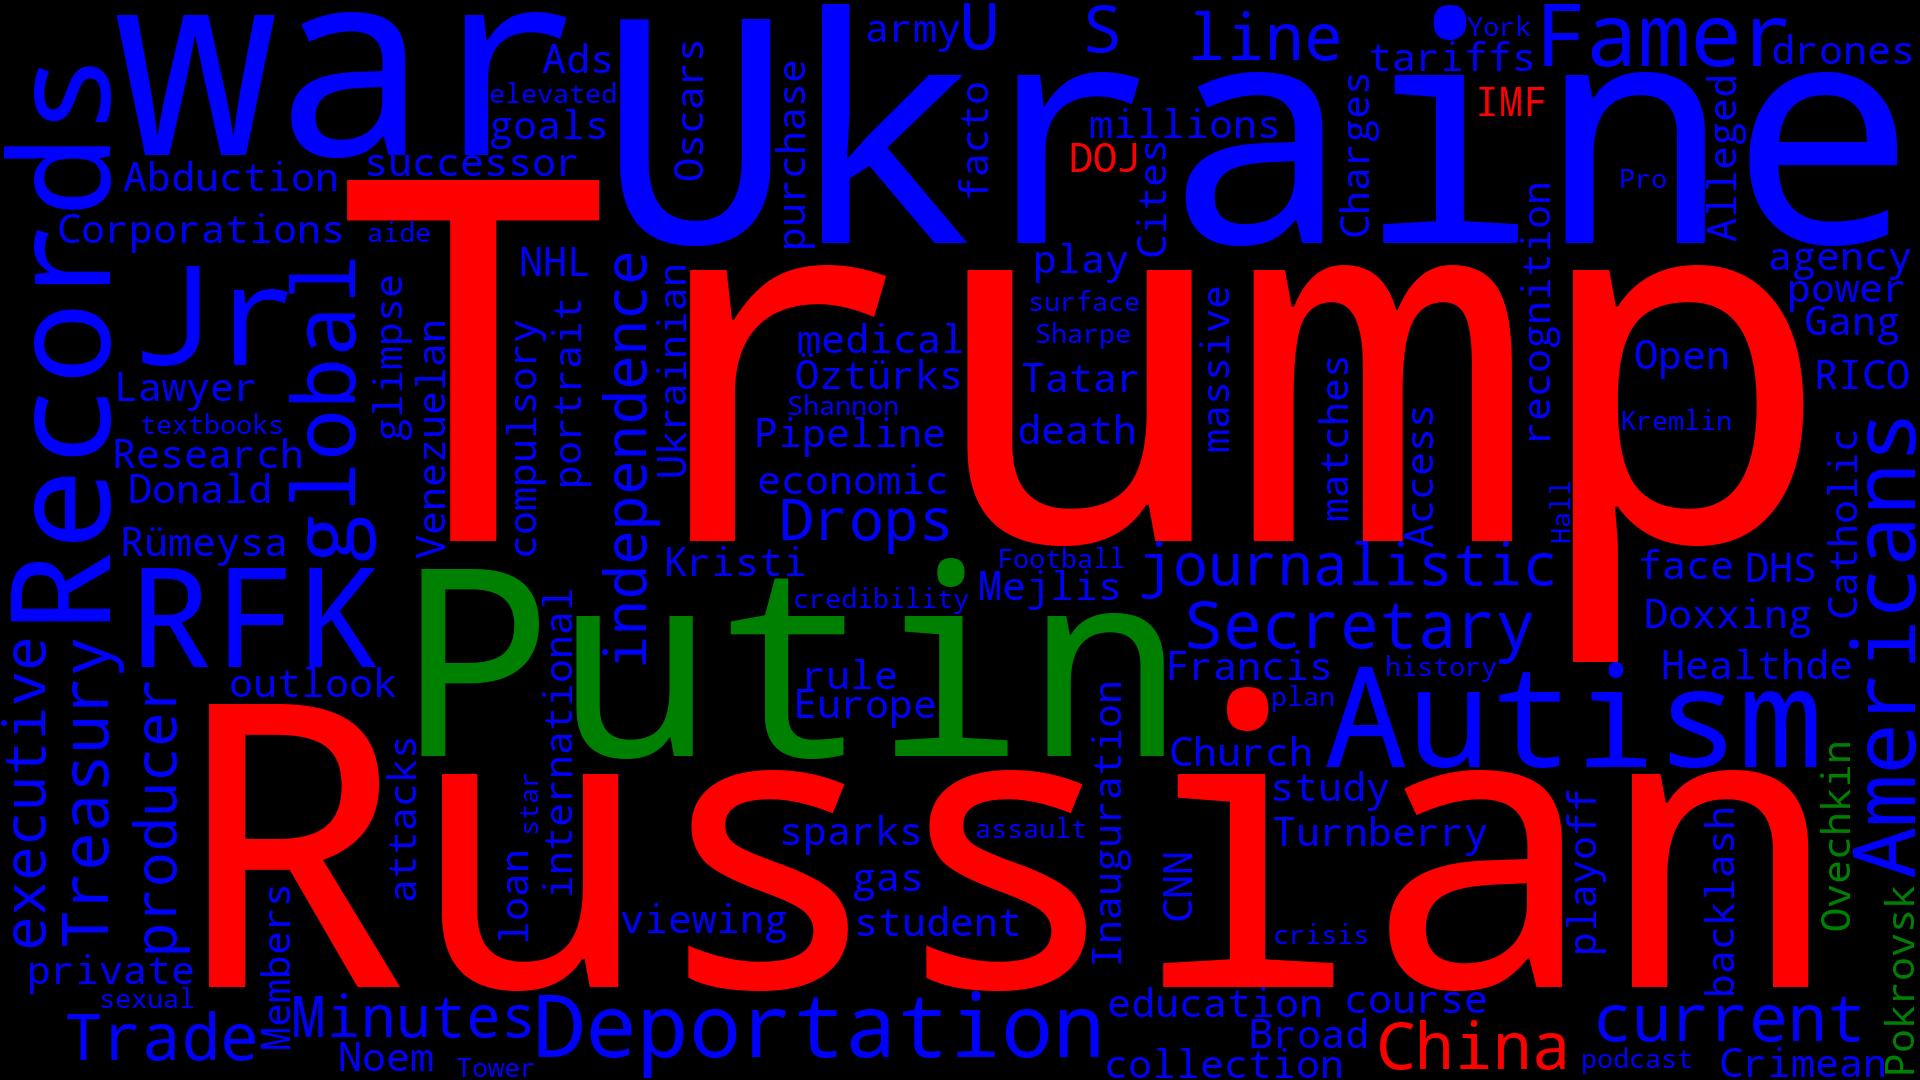 war
Ukraine
Trump
Putin
Russian
Records
Americans
Famer
army
U
S
line
York
tariffs
drones
Ads
elevated
goals
Oscars
purchase
facto
millions
DOJ
Cites
Charges
IMF
Pro
Alleged
Abduction
successor
Corporations
aide
NHL
play
agency
power
Gang
Jr
global
glimpse
Venezuelan
compulsory
portrait
independence
Ukrainian
medical
surface
Sharpe
massive
recognition
Open
RICO
Lawyer
textbooks
Research
Donald
Rümeysa
Öztürks
Shannon
Pipeline
Tatar
death
matches
Access
Kremlin
Catholic
economic
Drops
Hall
Kristi
Football
Mejlis
journalistic
face
DHS
RFK
credibility
Secretary
Doxxing
executive
Treasury
producer
outlook
international
rule
Europe
Francis
history
Healthde
plan
Autism
Church
attacks
star
loan
sparks
assault
Inauguration
study
Turnberry
Ovechkin
gas
CNN
playoff
backlash
viewing
student
crisis
Pokrovsk
private
sexual
Members
Trade
Minutes
Noem
Tower
Deportation
education
course
Broad
collection
China
current
podcast
Crimean